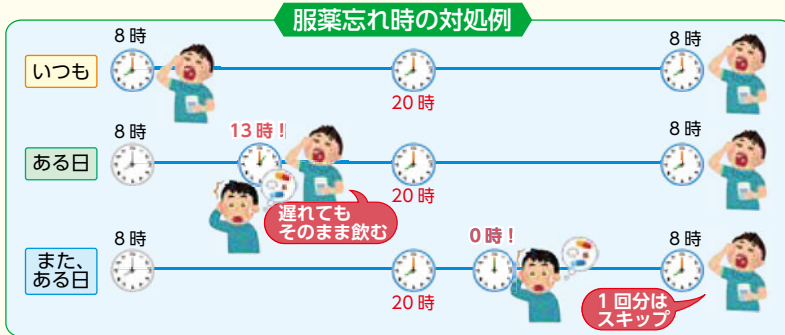 服薬忘れ時の対処例
8時
8時
いつも
20時
8時
13時！
8時
ある日
20時
遅れても
そのまま飲む
8時
0時！
8時
また、
ある日
20時
1回分は
スキップ